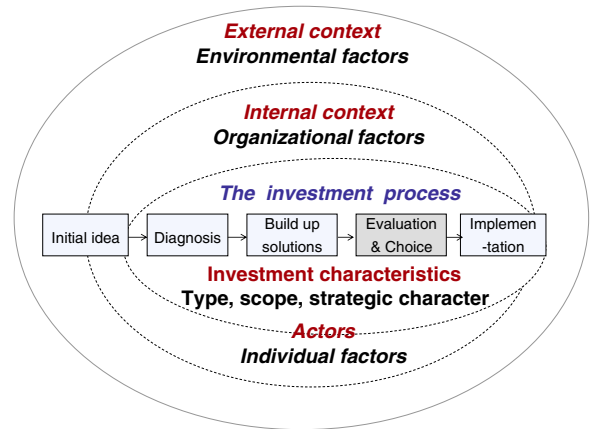 External context
Environmental factors
Internal context
Organizational factors
The investment process
Initial idea
Diagnosis
Build up
solutions
Evaluation
& Choice
Implemen
-tation
Investment characteristics
Type, scope, strategic character
Actors
Individual factors